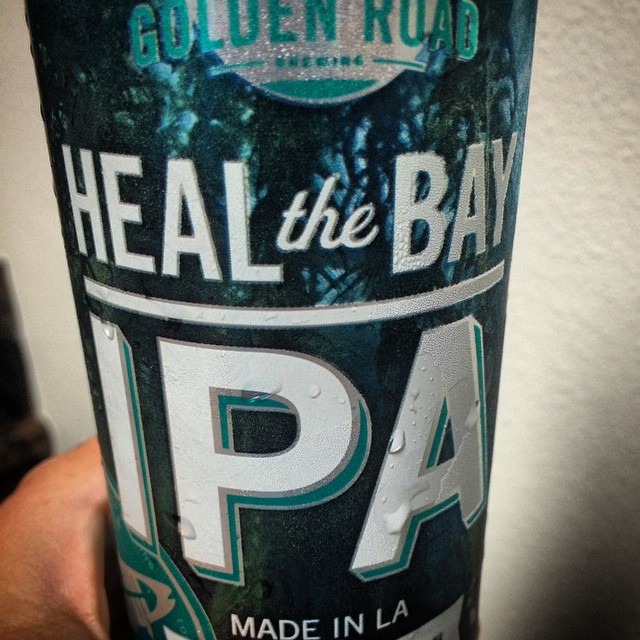 GOLDEN ROAD
BREWING
HEAL the BAY
IPA
MADE IN LA